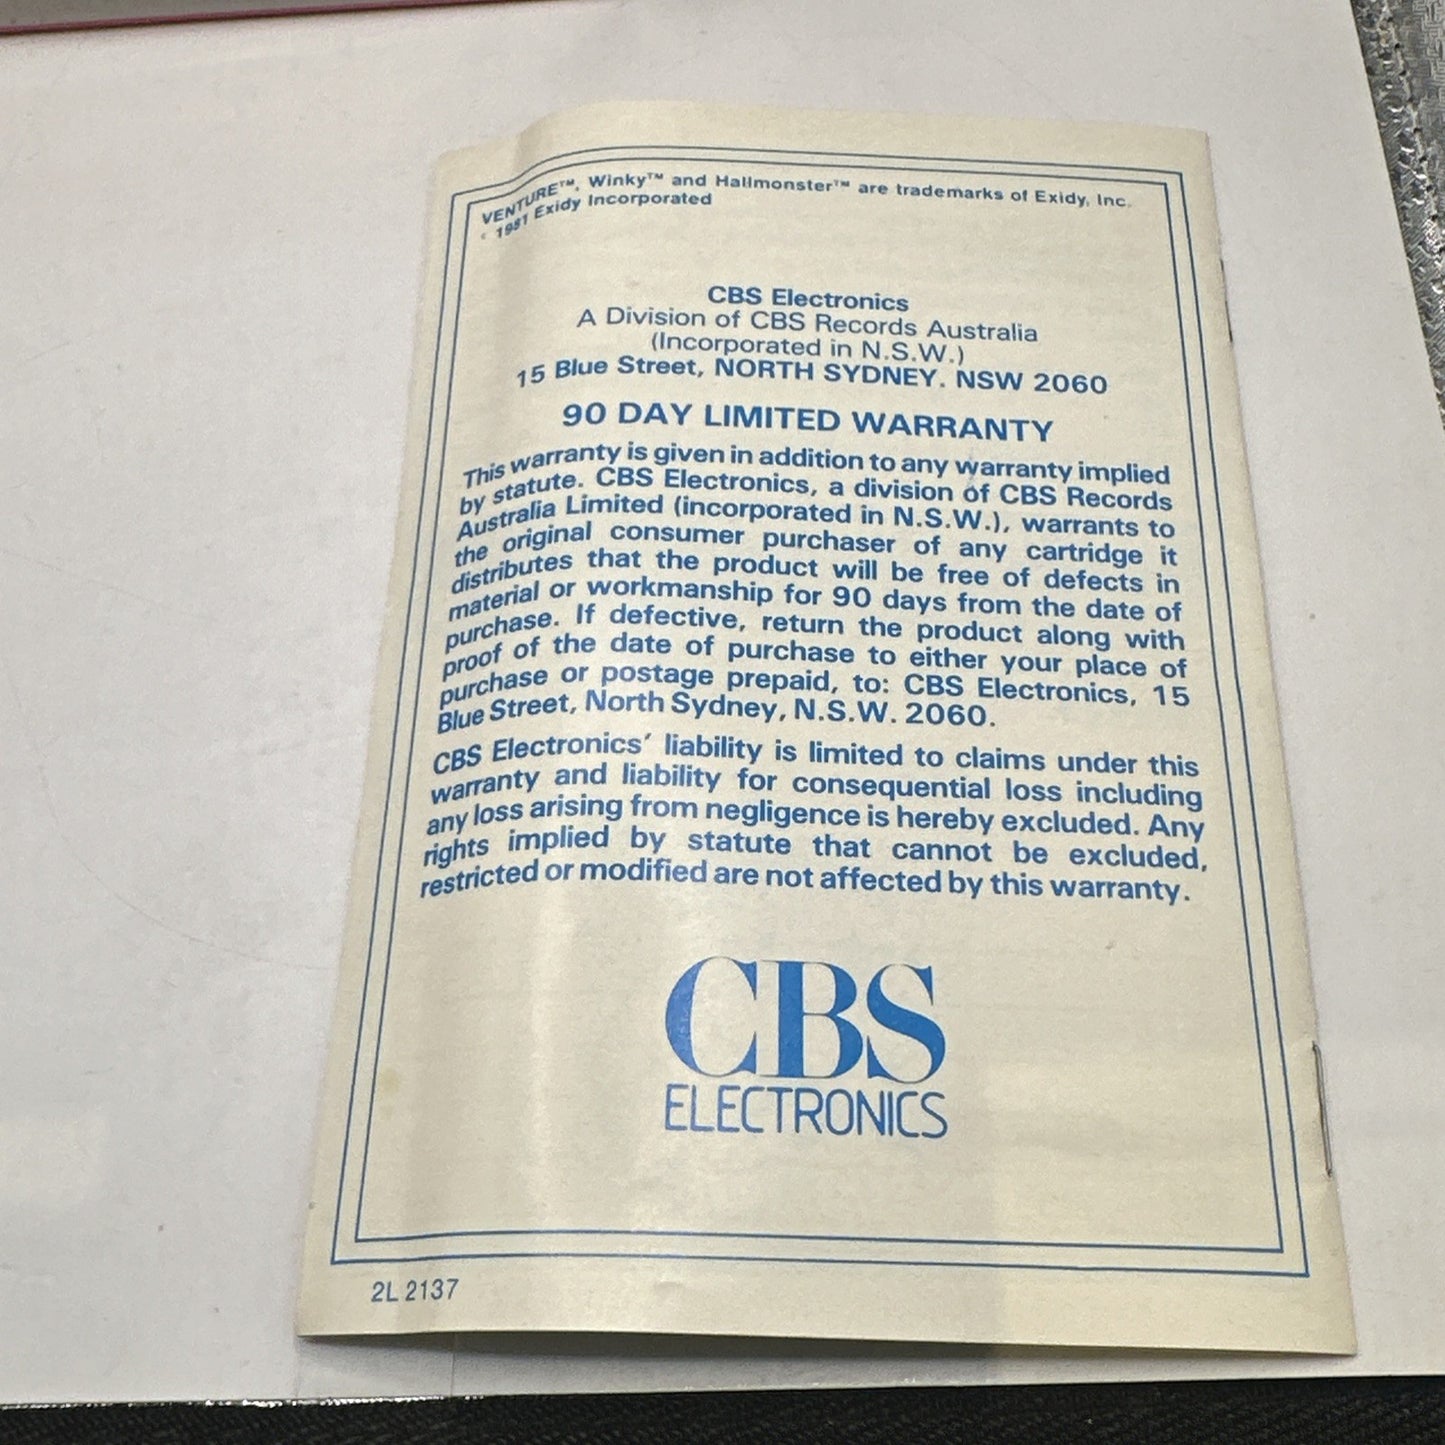 VENTURE™, Winky™ and Hallmonster™ are trademarks of Exidy, Inc.
© 1981 Exidy Incorporated
CBS Electronics
A Division of CBS Records Australia
(Incorporated in N.S.W.)
15 Blue Street, NORTH SYDNEY. NSW 2060
90 DAY LIMITED WARRANTY
This warranty is given in addition to any warranty implied
by statute. CBS Electronics, a division of CBS Records
Australia Limited (incorporated in N.S.W.), warrants to
the original consumer purchaser of any cartridge it
distributes that the product will be free of defects in
material or workmanship for 90 days from the date of
purchase. If defective, return the product along with
proof of the date of purchase to either your place of
purchase or postage prepaid, to: CBS Electronics, 15
Blue Street, North Sydney, N.S.W. 2060.
CBS Electronics' liability is limited to claims under this
warranty and liability for consequential loss including
any loss arising from negligence is hereby excluded. Any
rights implied by statute that cannot be excluded,
restricted or modified are not affected by this warranty.
CBS
ELECTRONICS
2L 2137